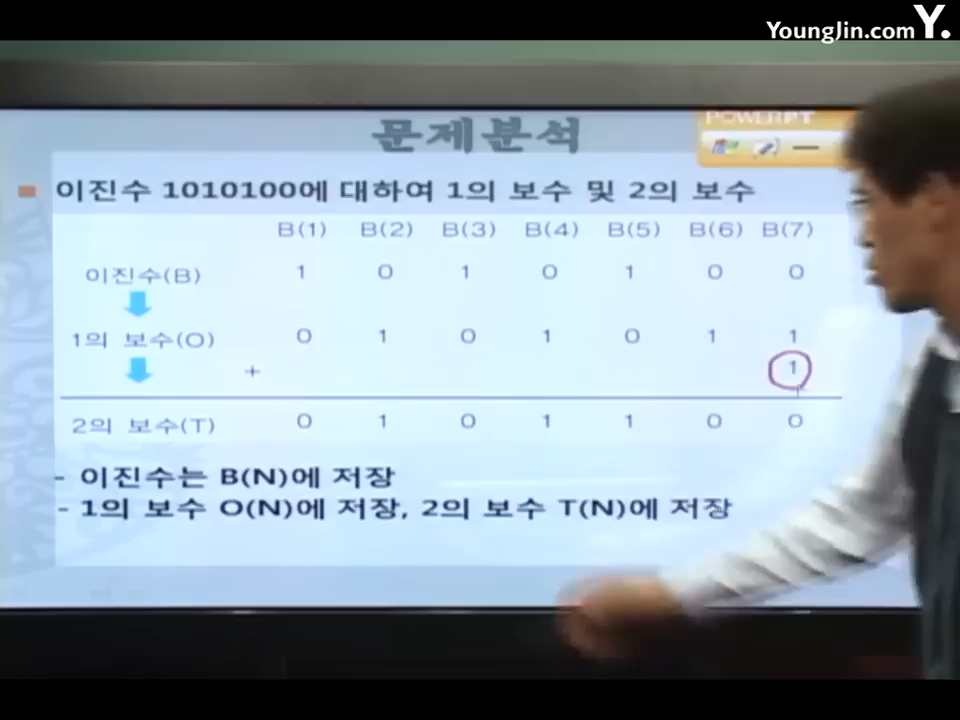 YoungJin.com Y.
문제분석
POWERPT
이진수 1010100에 대하여 1의 보수 및 2의 보수
B(1) B(2) B(3) B(4) B(5) B(6) B(7)
이진수(B) 1 0 1 0 1 0 0
1의 보수(O) 0 1 0 1 0 1 1
+ 1
2의 보수(T) 0 1 0 1 1 0 0
- 이진수는 B(N)에 저장
- 1의 보수 O(N)에 저장, 2의 보수 T(N)에 저장